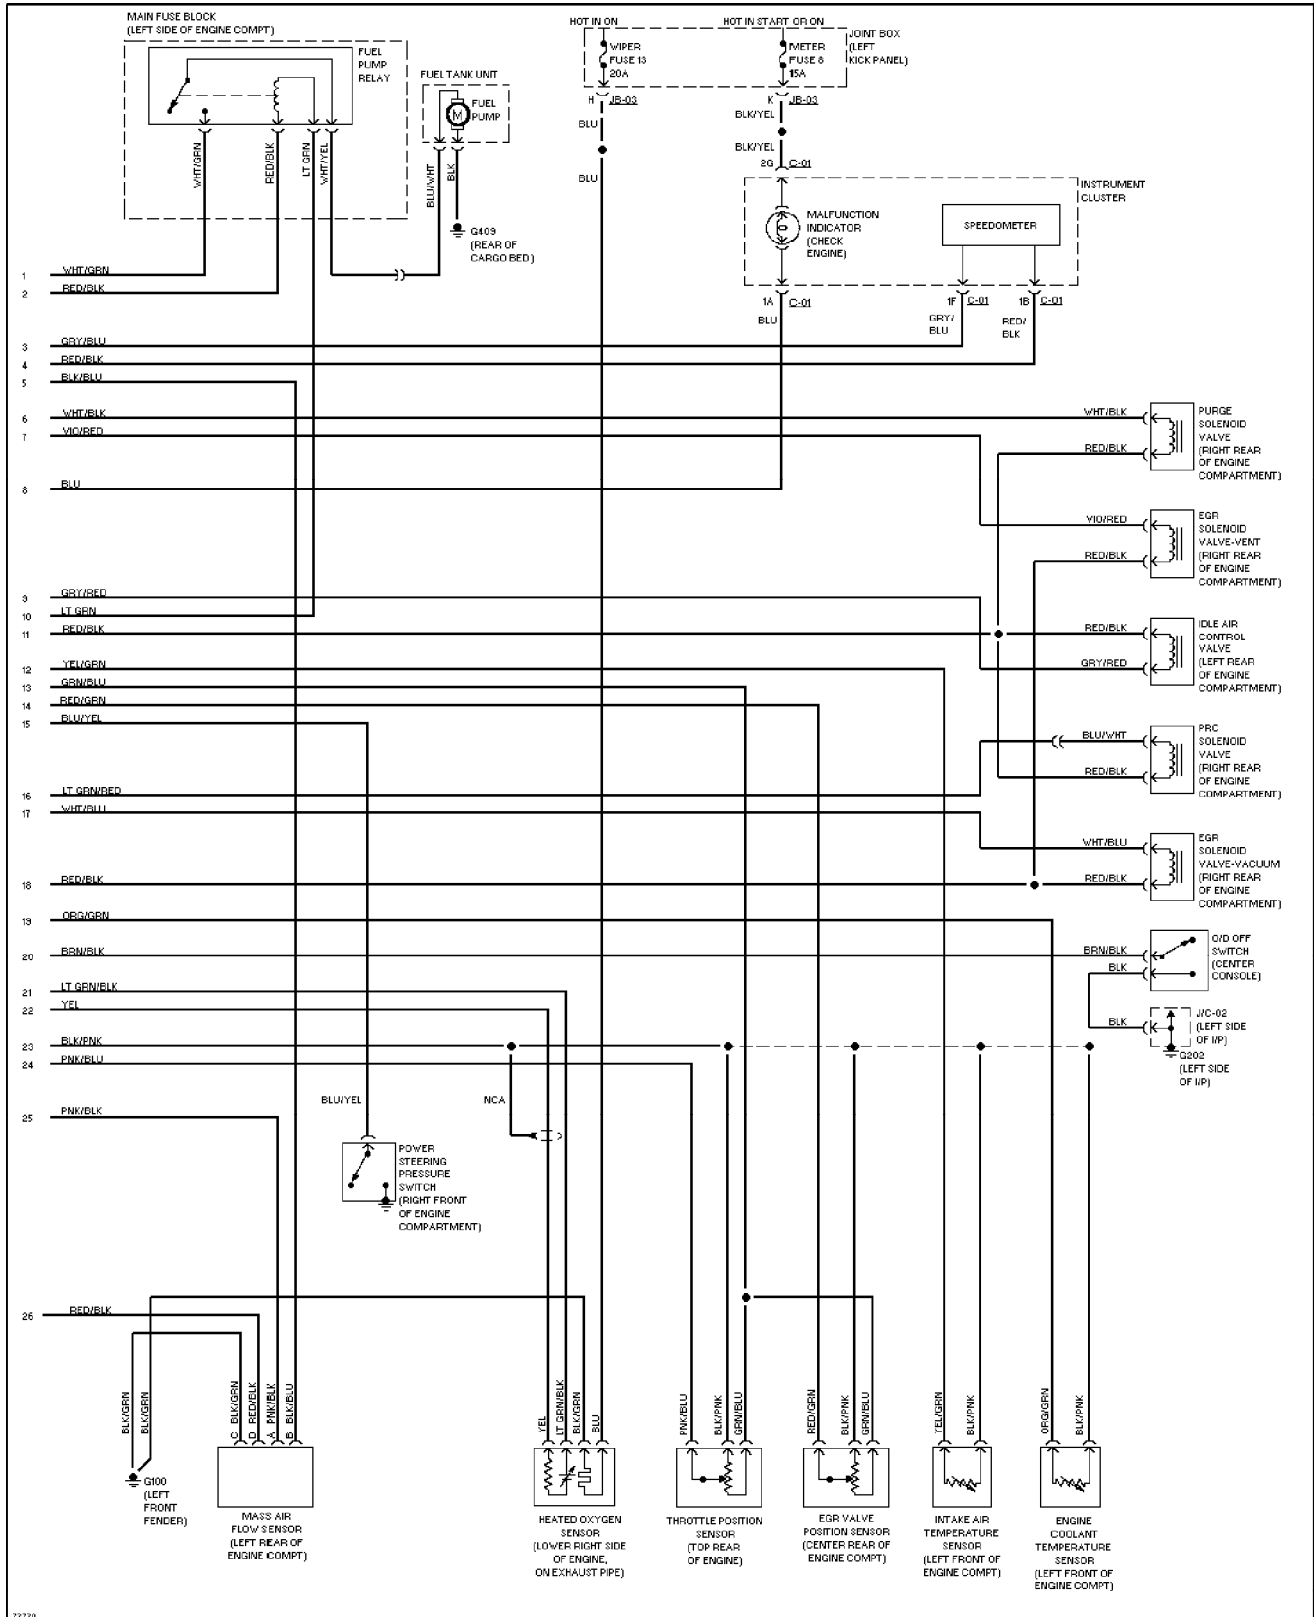 MAIN FUSE BLOCK
(LEFT SIDE OF ENGINE COMPT)
FUEL
PUMP
RELAY
WHT/GRN
RED/BLK
LT GRN
WHT/YEL
FUEL TANK UNIT
FUEL
PUMP
M
BLU/WHT
BLK
G409
(REAR OF
CARGO BED)
HOT IN ON
HOT IN START OR ON
WIPER
FUSE 13
20A
METER
FUSE 8
15A
JOINT BOX
(LEFT
KICK PANEL)
H JB-03
K JB-03
BLU
BLK/YEL
BLU
BLK/YEL
2G C-01
INSTRUMENT
CLUSTER
MALFUNCTION
INDICATOR
(CHECK
ENGINE)
SPEEDOMETER
1A C-01
1F C-01
1B C-01
BLU
GRY/
BLU
RED/
BLK
1 WHT/GRN
2 RED/BLK
3 GRY/BLU
4 RED/BLK
5 BLK/BLU
6 WHT/BLK
7 VIO/RED
8 BLU
9 GRY/RED
10 LT GRN
11 RED/BLK
12 YEL/GRN
13 GRN/BLU
14 RED/GRN
15 BLU/YEL
16 LT GRN/RED
17 WHT/BLU
18 RED/BLK
19 ORG/GRN
20 BRN/BLK
21 LT GRN/BLK
22 YEL
23 BLK/PNK
24 PNK/BLU
25 PNK/BLK
26 RED/BLK
WHT/BLK
RED/BLK
PURGE
SOLENOID
VALVE
(RIGHT REAR
OF ENGINE
COMPARTMENT)
VIO/RED
RED/BLK
EGR
SOLENOID
VALVE-VENT
(RIGHT REAR
OF ENGINE
COMPARTMENT)
RED/BLK
GRY/RED
IDLE AIR
CONTROL
VALVE
(LEFT REAR
OF ENGINE
COMPARTMENT)
BLU/WHT
RED/BLK
PRC
SOLENOID
VALVE
(RIGHT REAR
OF ENGINE
COMPARTMENT)
WHT/BLU
RED/BLK
EGR
SOLENOID
VALVE-VACUUM
(RIGHT REAR
OF ENGINE
COMPARTMENT)
BRN/BLK
BLK
O/D OFF
SWITCH
(CENTER
CONSOLE)
BLK
J/C-02
(LEFT SIDE
OF I/P)
G202
(LEFT SIDE
OF I/P)
BLU/YEL
NCA
POWER
STEERING
PRESSURE
SWITCH
(RIGHT FRONT
OF ENGINE
COMPARTMENT)
BLK/GRN
BLK/GRN
G100
(LEFT
FRONT
FENDER)
C BLK/GRN
D RED/BLK
A PNK/BLK
B BLK/BLU
MASS AIR
FLOW SENSOR
(LEFT REAR OF
ENGINE COMPT)
YEL
LT GRN/BLK
BLK/GRN
BLU
HEATED OXYGEN
SENSOR
(LOWER RIGHT SIDE
OF ENGINE,
ON EXHAUST PIPE)
PNK/BLU
BLK/PNK
GRN/BLU
THROTTLE POSITION
SENSOR
(TOP REAR
OF ENGINE)
RED/GRN
BLK/PNK
GRN/BLU
EGR VALVE
POSITION SENSOR
(CENTER REAR OF
ENGINE COMPT)
YEL/GRN
BLK/PNK
INTAKE AIR
TEMPERATURE
SENSOR
(LEFT FRONT OF
ENGINE COMPT)
ORG/GRN
BLK/PNK
ENGINE
COOLANT
TEMPERATURE
SENSOR
(LEFT FRONT OF
ENGINE COMPT)